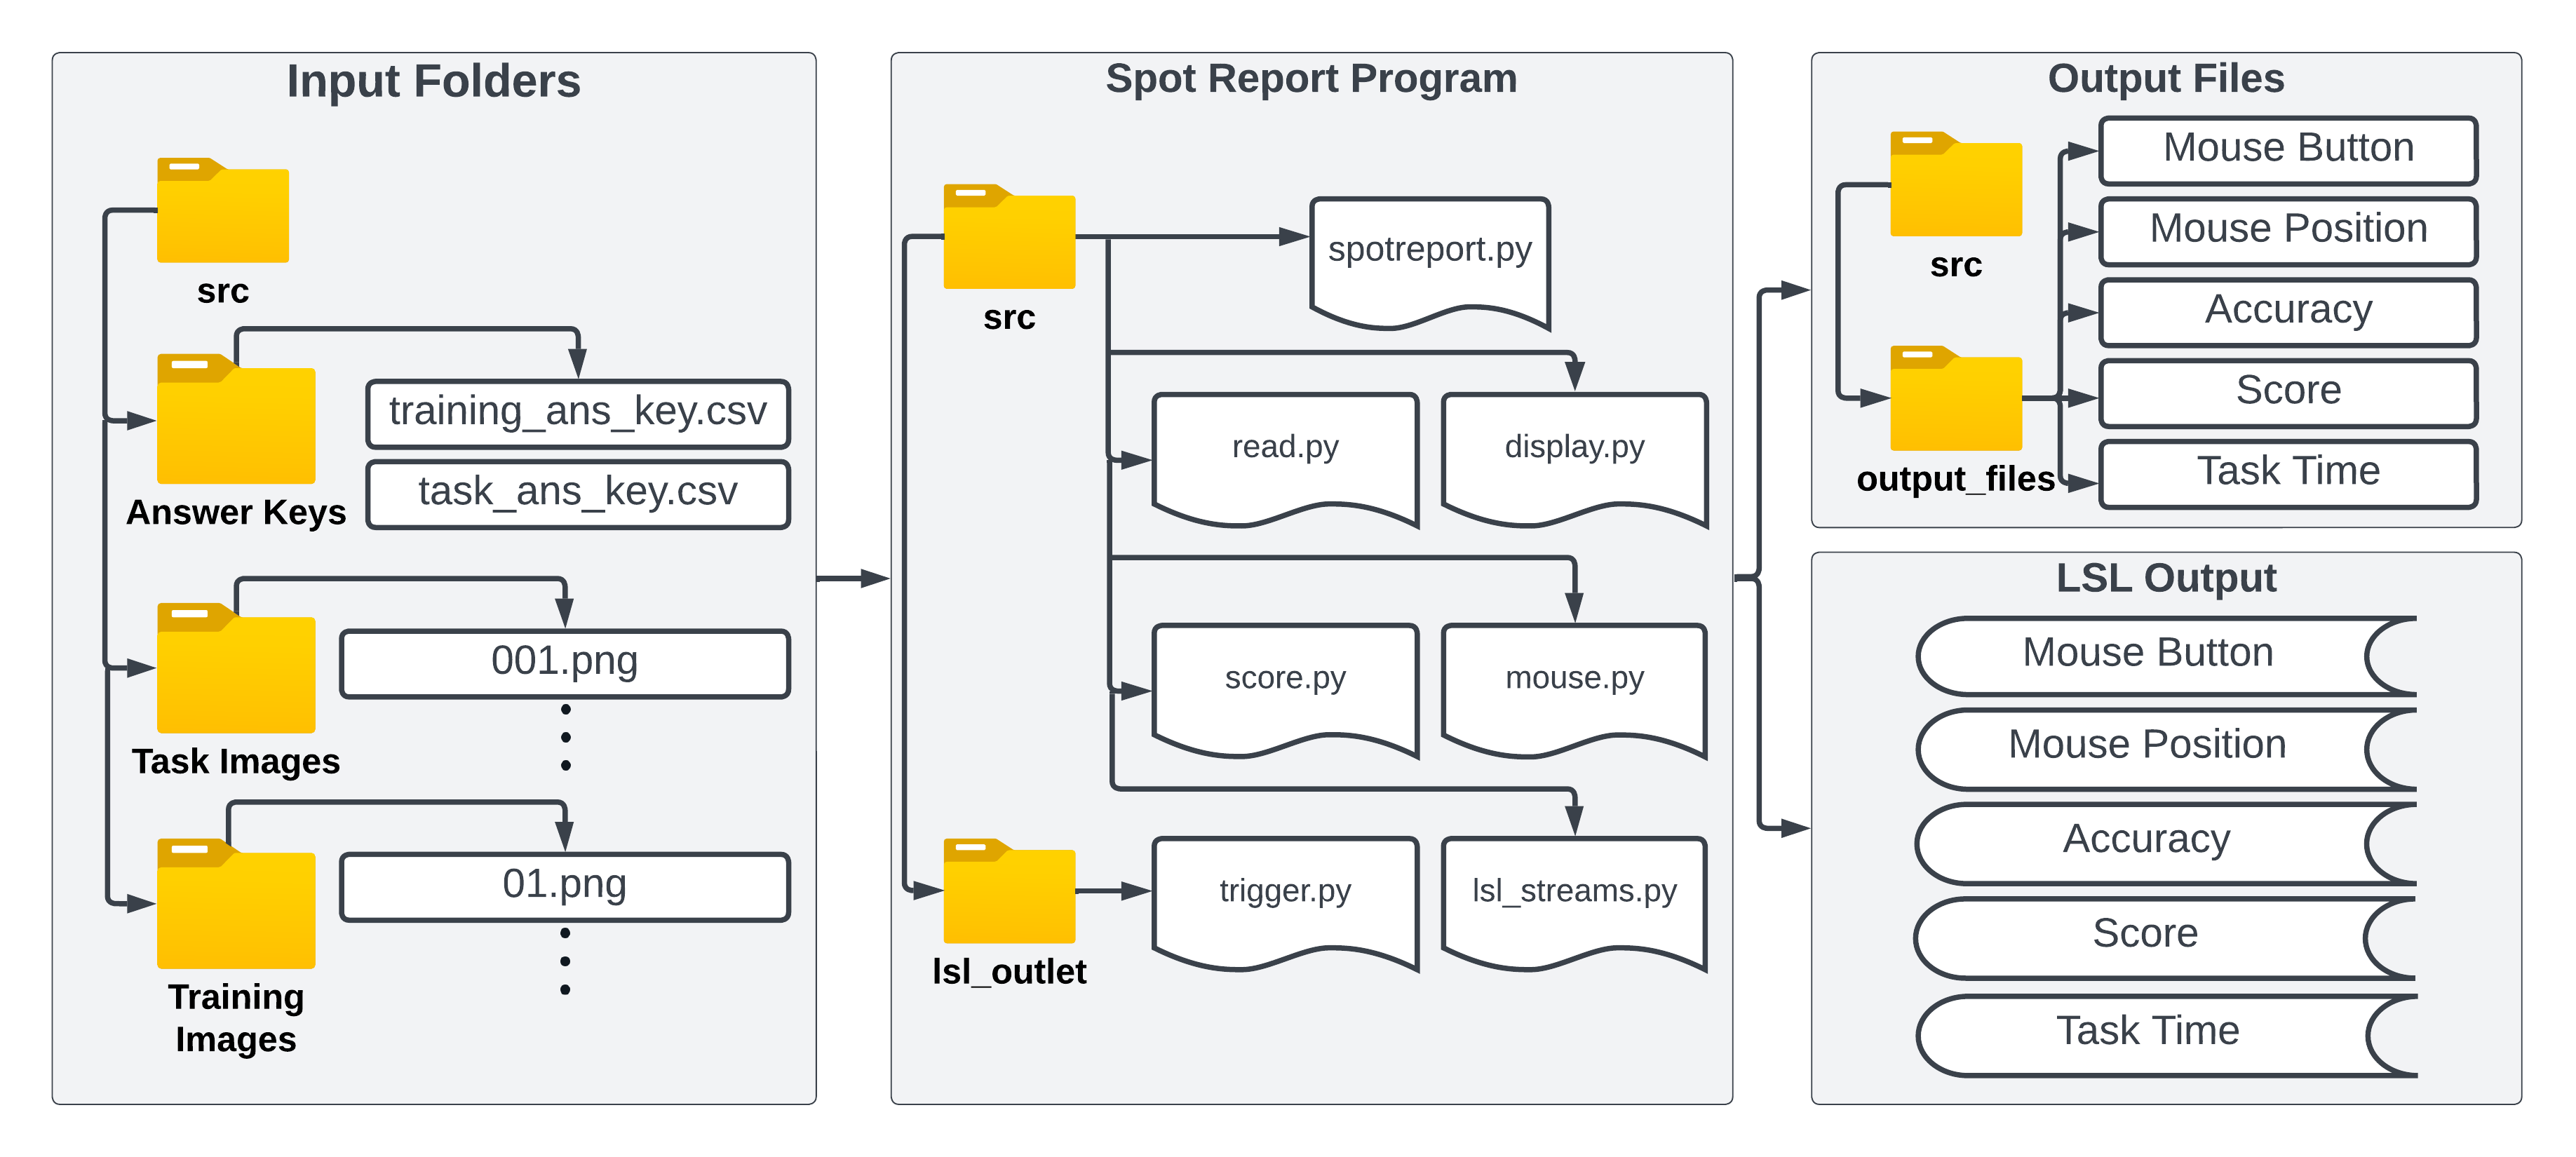 Input Folders
src
Answer Keys
training_ans_key.csv
task_ans_key.csv
Task Images
001.png
Training
Images
01.png
Spot Report Program
src
spotreport.py
read.py
display.py
score.py
mouse.py
lsl_outlet
trigger.py
lsl_streams.py
Output Files
src
output_files
Mouse Button
Mouse Position
Accuracy
Score
Task Time
LSL Output
Mouse Button
Mouse Position
Accuracy
Score
Task Time